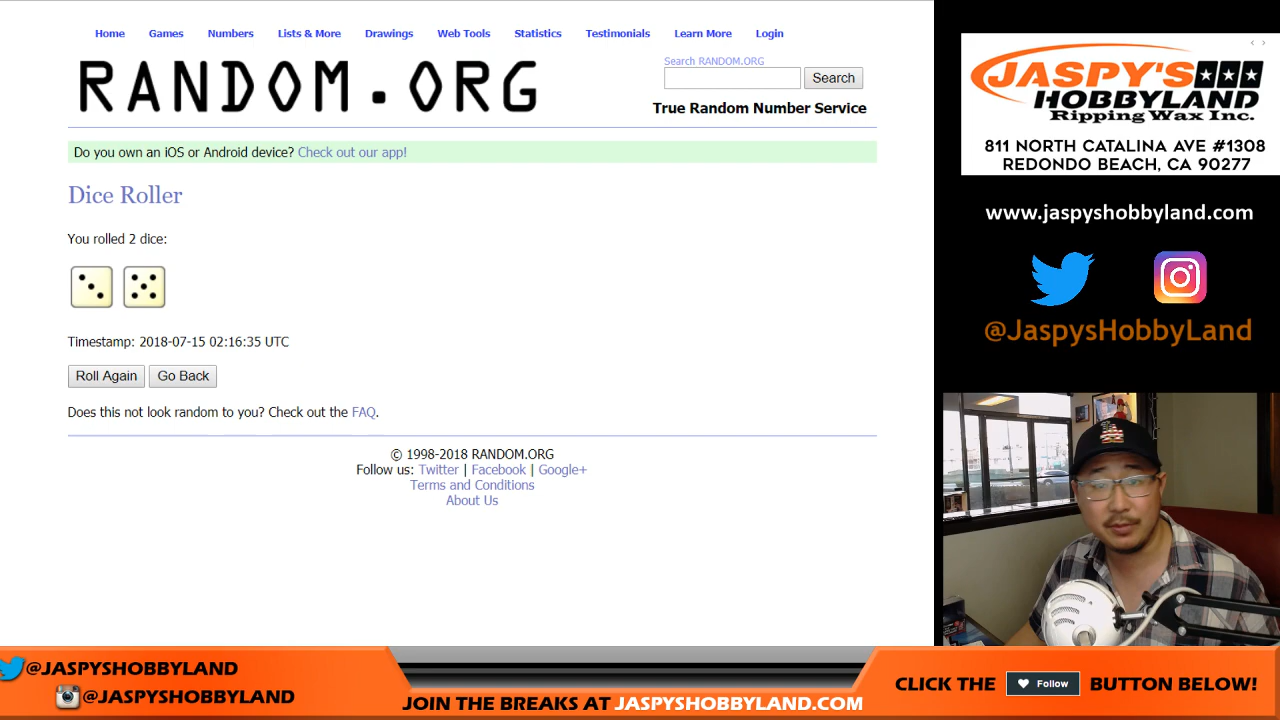 Home Games Numbers Lists & More Drawings Web Tools Statistics Testimonials Learn More Login
RANDOM.ORG
Search RANDOM.ORG
Search
True Random Number Service
Do you own an iOS or Android device? Check out our app!
Dice Roller
You rolled 2 dice:
Timestamp: 2018-07-15 02:16:35 UTC
Roll Again Go Back
Does this not look random to you? Check out the FAQ.
© 1998-2018 RANDOM.ORG
Follow us: Twitter | Facebook | Google+
Terms and Conditions
About Us
JASPY'S
HOBBYLAND
Ripping Wax Inc.
811 NORTH CATALINA AVE #1308
REDONDO BEACH, CA 90277
www.jaspyshobbyland.com
@JaspysHobbyLand
@JASPYSHOBBYLAND
@JASPYSHOBBYLAND
JOIN THE BREAKS AT JASPYSHOBBYLAND.COM
CLICK THE Follow BUTTON BELOW!